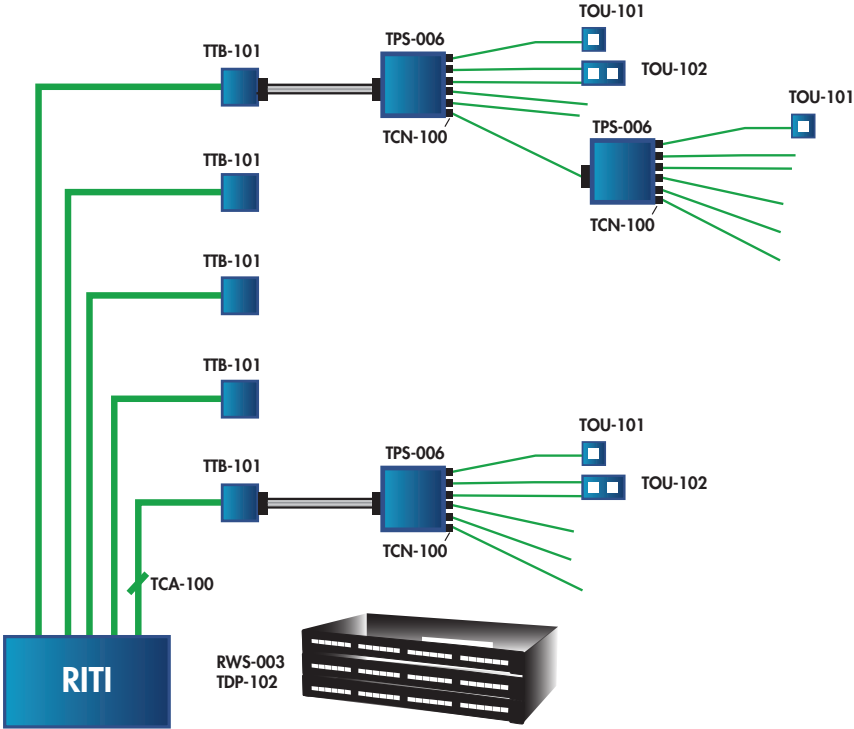 TOU-101
TPS-006
TTB-101
TOU-102
TOU-101
TPS-006
TCN-100
TTB-101
TCN-100
TTB-101
TTB-101
TOU-101
TPS-006
TTB-101
TOU-102
TCN-100
TCA-100
RITI
RWS-003
TDP-102